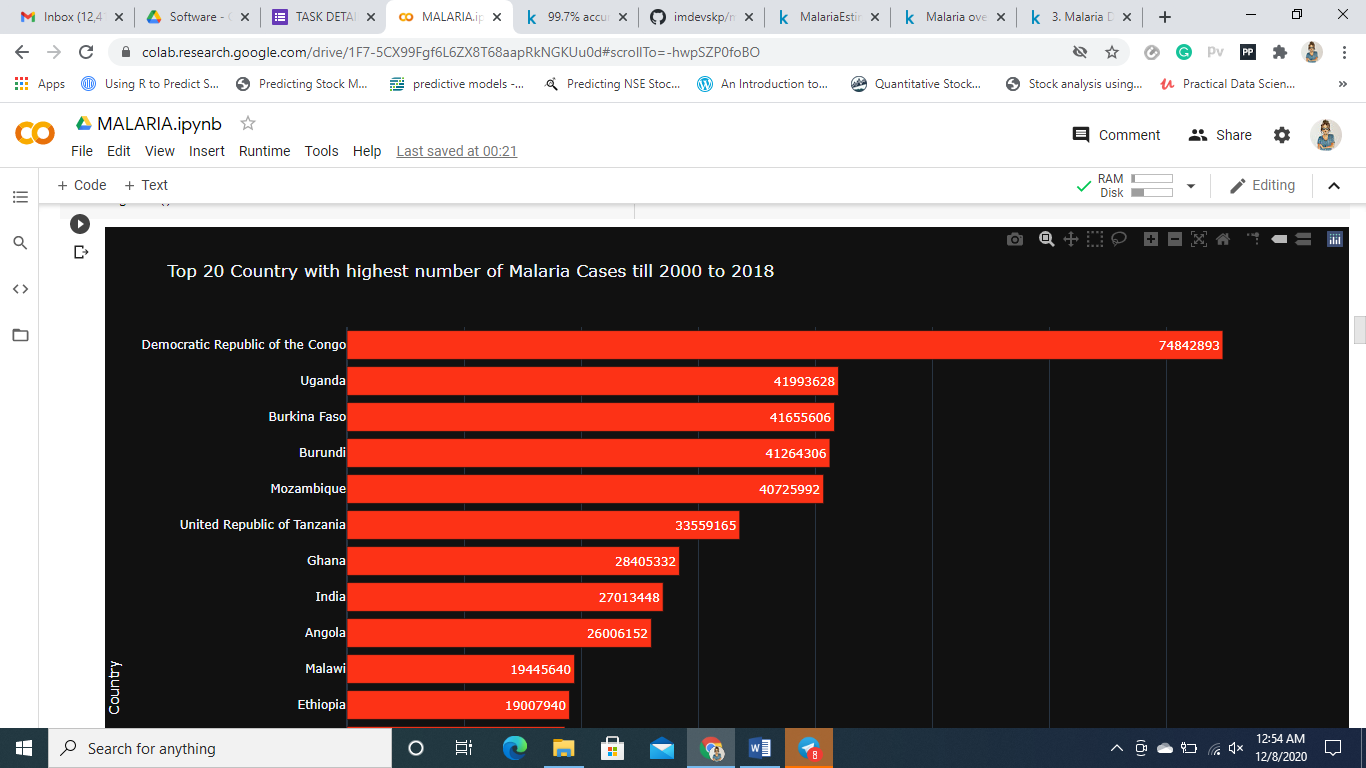 Inbox (12,4
Software - 
TASK DETAI
MALARIA.ip
99.7% accu
imdevskp/
MalariaEsti
Malaria ove
3. Malaria D
colab.research.google.com/drive/1F7-5CX99Fgf6L6ZX8T68aapRkNGKUu0d#scrollTo=-hwpSZP0foBO
Apps
Using R to Predict S...
Predicting Stock M...
predictive models -...
Predicting NSE Stoc...
An Introduction to...
Quantitative Stock...
Stock analysis using...
Practical Data Scien...
»
MALARIA.ipynb
Comment
Share
File Edit View Insert Runtime Tools Help Last saved at 00:21
+ Code + Text
RAM
Disk
Editing
Top 20 Country with highest number of Malaria Cases till 2000 to 2018
Democratic Republic of the Congo 74842893
Uganda 41993628
Burkina Faso 41655606
Burundi 41264306
Mozambique 40725992
United Republic of Tanzania 33559165
Ghana 28405332
India 27013448
Angola 26006152
Malawi 19445640
Ethiopia 19007940
Country
Search for anything
8
12:54 AM
12/8/2020